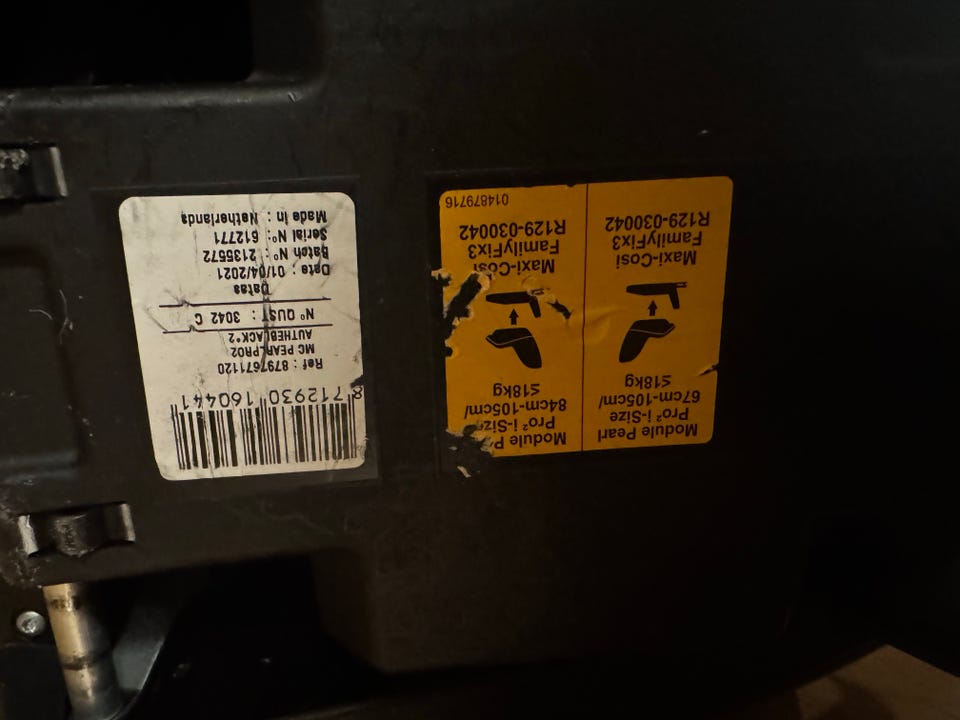 Module Pearl
Pro² i-Size
67cm-105cm/
≤18kg
Maxi-Cosi
FamilyFix3
R129-030042
Module P
Pro² i-Size
84cm-105cm/
≤18kg
Maxi-Cosi
FamilyFix3
R129-030042
014879716
8 712930 160441
Ref : 8797671120
MC PEARLPRO2
AUTHEBLACK*2
N° QUST : 3042 C
Datas
Date : 01/04/2021
Batch N° : 2135572
Serial N° : 612771
Made in : Netherlands